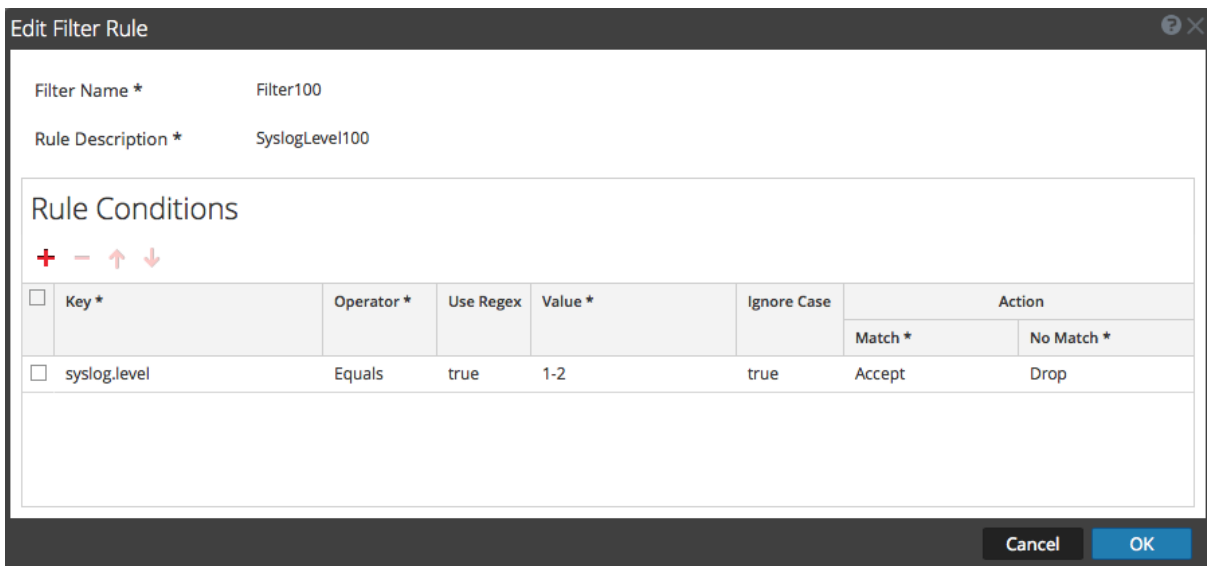 Edit Filter Rule
Filter Name * Filter100
Rule Description * SyslogLevel100
Rule Conditions
Key * Operator * Use Regex Value * Ignore Case Action
Match * No Match *
syslog.level Equals true 1-2 true Accept Drop
Cancel OK